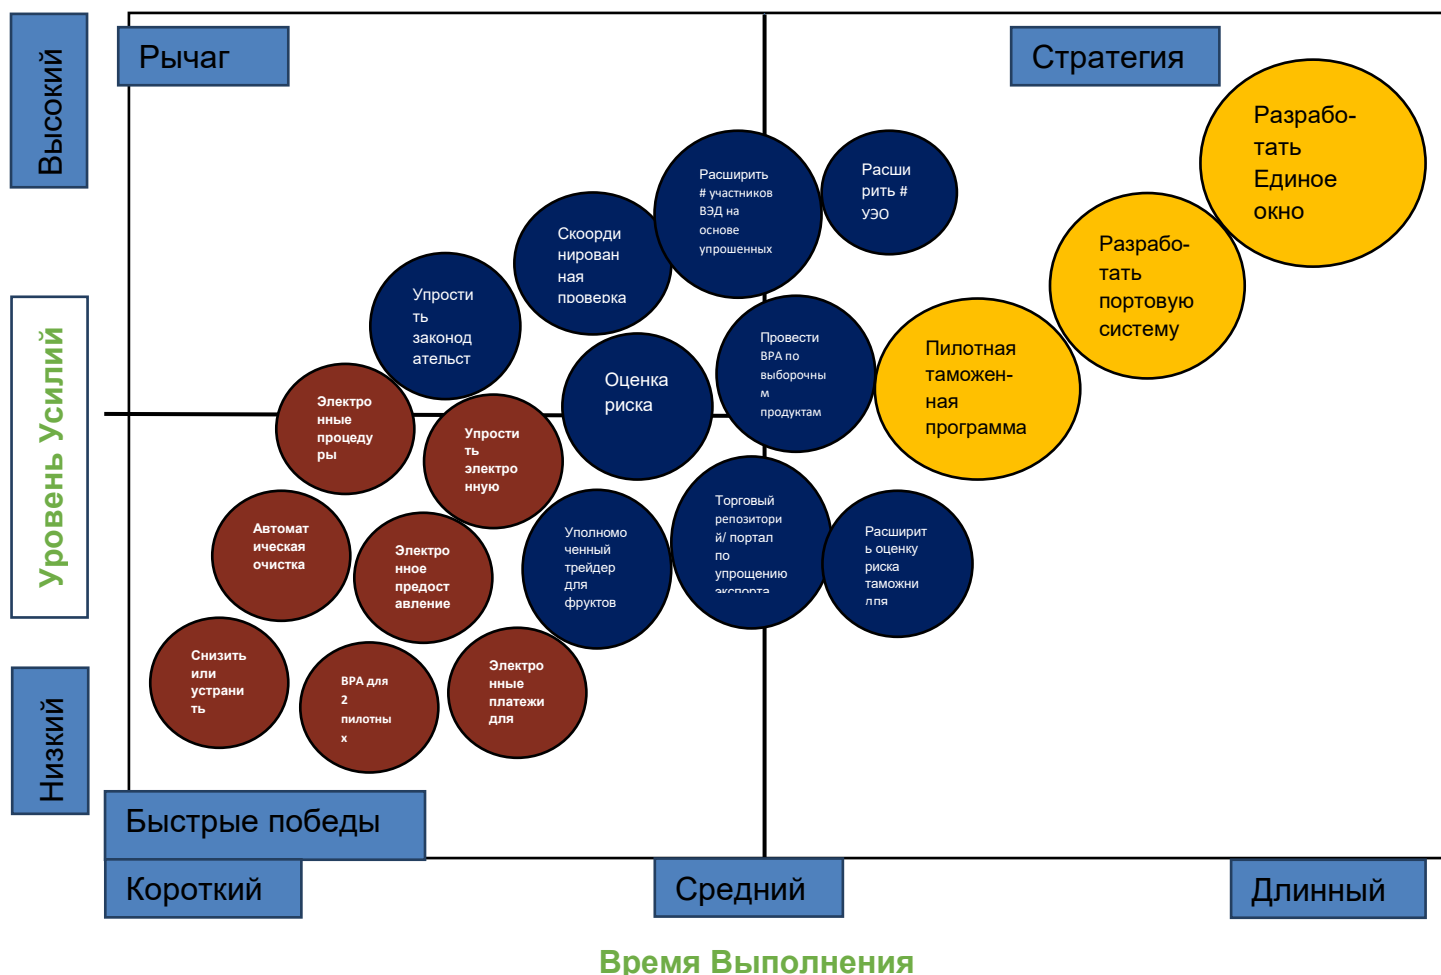 Высокий
Рычаг
Стратегия
Разрабо-
тать
Единое
окно
Расширить
# участников
ВЭД на
основе
упрошенных
Расши
рить #
УЭО
Скоорди
нирован
ная
проверка
Разрабо-
тать
портовую
систему
Упрости
ть
законод
ательст
Уровень Усилий
Провести
ВРА по
выборочны
м
продуктам
Пилотная
таможен-
ная
программа
Оценка
риска
Электро
нные
процеду
ры
Упрости
ть
электро
нную
Автомат
ическая
очистка
Электро
нное
предост
авление
Уполномо
ченный
трейдер
для
фруктов
Торговый
репозитори
й/ портал
по
упрощению
экспорта
Расширит
ь оценку
риска
таможни
для
Снизить
или
устрани
ть
ВРА для
2
пилотны
х
Электро
нные
платежи
для
Низкий
Быстрые победы
Короткий
Средний
Длинный
Время Выполнения